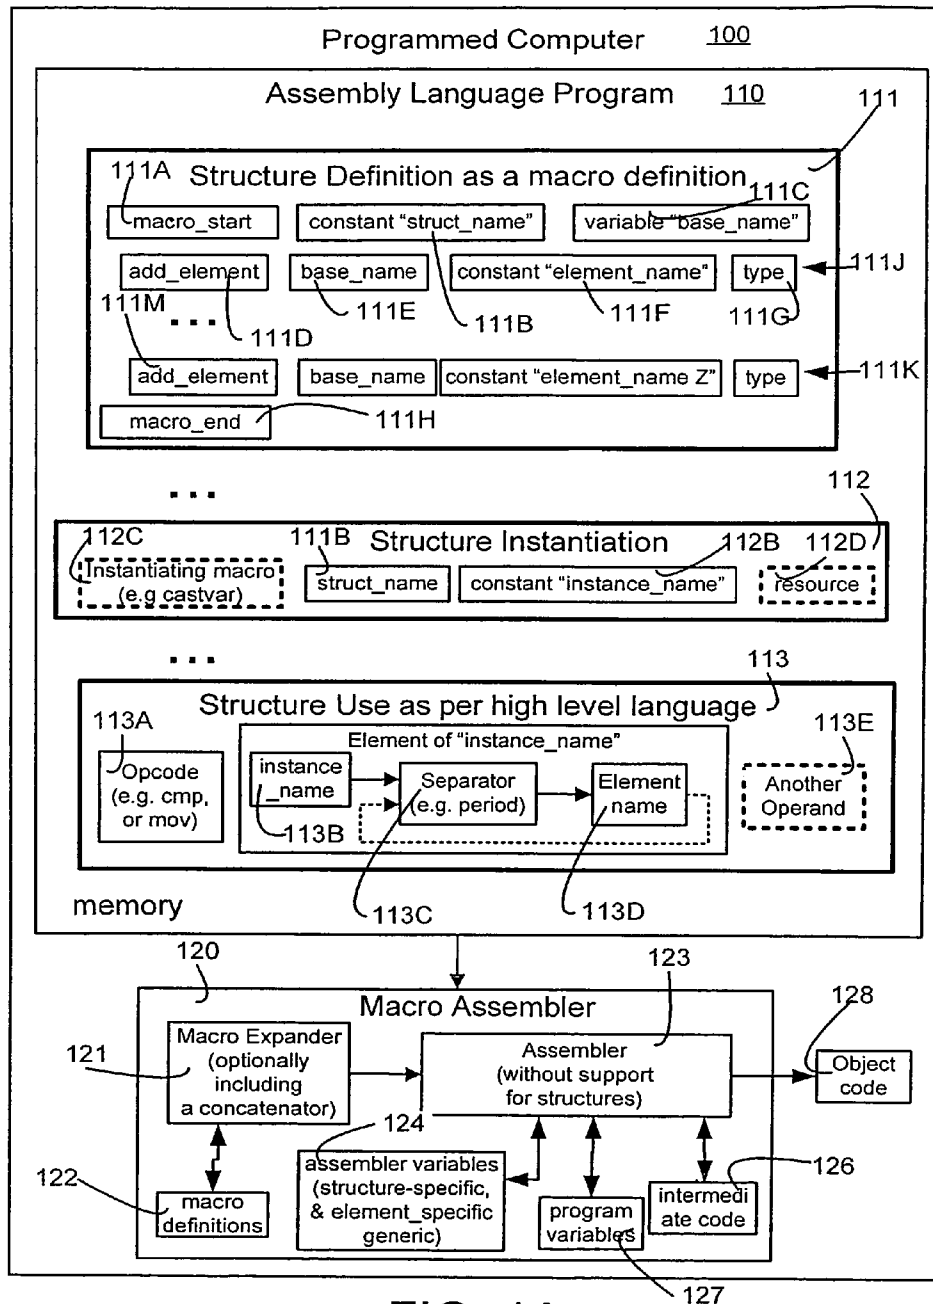 Programmed Computer 100
Assembly Language Program 110
111
111A
Structure Definition as a macro definition
111C
macro_start
constant “struct_name”
variable “base_name”
add_element
base_name
constant “element_name”
type
111J
111M
111D
111E
111B
111F
111G
...
add_element
base_name
constant “element_name Z”
type
111K
macro_end
111H
...
112
112C
111B
Structure Instantiation
112B
112D
Instantiating macro
(e.g castvar)
struct_name
constant “instance_name”
resource
...
113
113A
Structure Use as per high level language
113E
Element of “instance_name”
Opcode
(e.g. cmp,
or mov)
instance
_name
Separator
(e.g. period)
Element
name
Another
Operand
113B
113C
113D
memory
120
123
Macro Assembler
128
121
Macro Expander
(optionally
including
a concatenator)
Assembler
(without support
for structures)
Object
code
124
122
macro
definitions
assembler variables
(structure-specific,
& element_specific
generic)
program
variables
intermedi
ate code
126
127